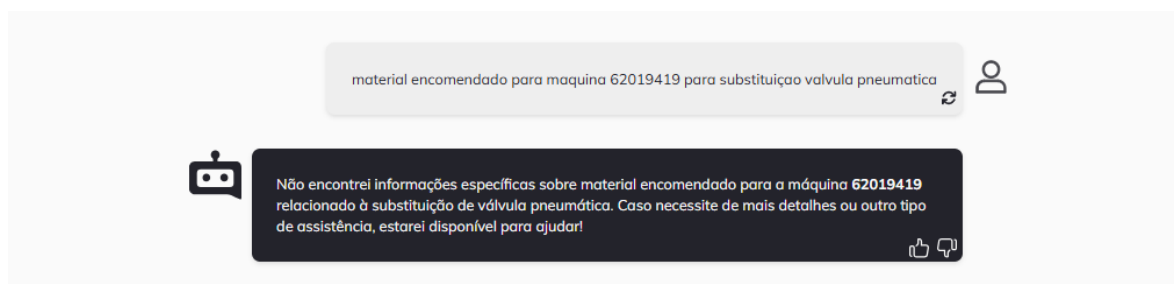 material encomendado para maquina 62019419 para substituiçao valvula pneumatica
Não encontrei informações específicas sobre material encomendado para a máquina 62019419
relacionado à substituição de válvula pneumática. Caso necessite de mais detalhes ou outro tipo
de assistência, estarei disponível para ajudar!